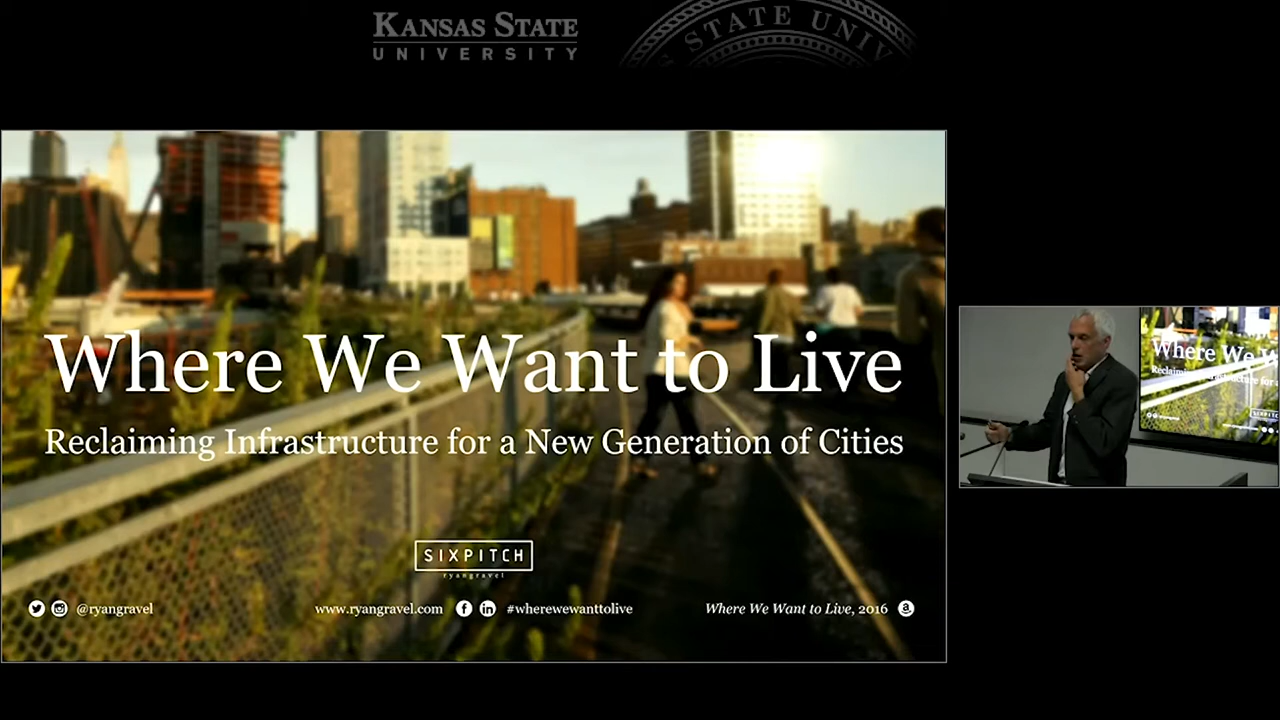 KANSAS STATE
UNIVERSITY
STATE UNIV
Where We Want to Live
Reclaiming Infrastructure for a New Generation of Cities
SIXPITCH
ryangravel
@ryangravel
www.ryangravel.com
#wherewewanttolive
Where We Want to Live, 2016
Where We W